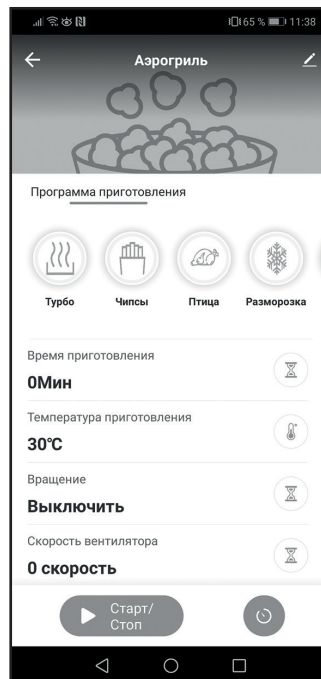 65 % 11:38
Аэрогриль
Программа приготовления
Турбо Чипсы Птица Разморозка
Время приготовления
0Мин
Температура приготовления
30℃
Вращение
Выключить
Скорость вентилятора
0 скорость
Старт/
Стоп